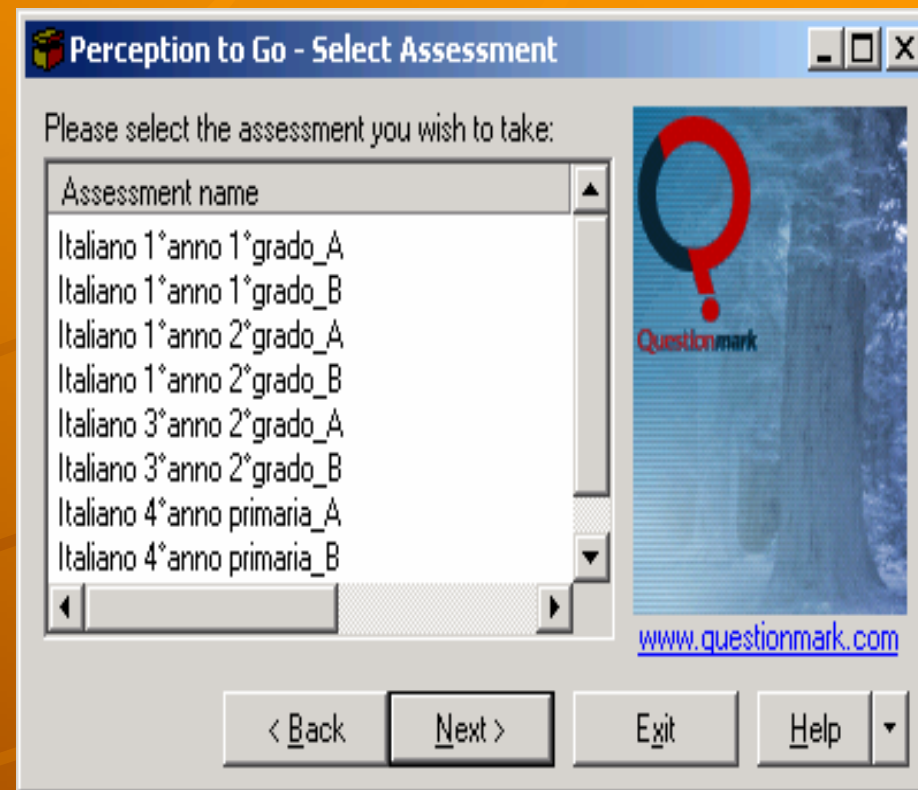 Perception to Go - Select Assessment
Please select the assessment you wish to take:
Assessment name
Italiano 1°anno 1°grado_A
Italiano 1°anno 1°grado_B
Italiano 1°anno 2°grado_A
Italiano 1°anno 2°grado_B
Italiano 3°anno 2°grado_A
Italiano 3°anno 2°grado_B
Italiano 4°anno primaria_A
Italiano 4°anno primaria_B
Questionmark
www.questionmark.com
< Back Next > Exit Help